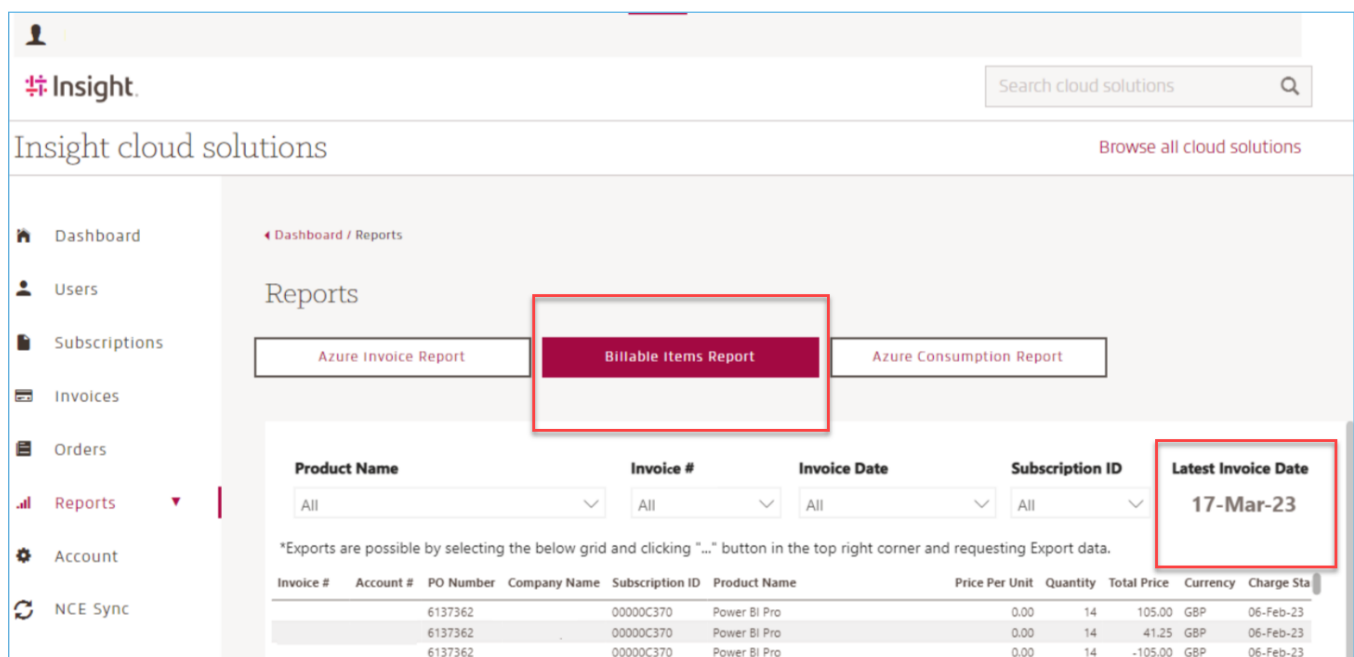 Insight.
Search cloud solutions
Insight cloud solutions
Browse all cloud solutions
Dashboard
Users
Subscriptions
Invoices
Orders
Reports
Account
NCE Sync
Dashboard / Reports
Reports
Azure Invoice Report
Billable Items Report
Azure Consumption Report
Product Name Invoice # Invoice Date Subscription ID Latest Invoice Date
All All All All 17-Mar-23
*Exports are possible by selecting the below grid and clicking "..." button in the top right corner and requesting Export data.
Invoice # Account # PO Number Company Name Subscription ID Product Name Price Per Unit Quantity Total Price Currency Charge Sta
6137362 00000C370 Power BI Pro 0.00 14 105.00 GBP 06-Feb-23
6137362 00000C370 Power BI Pro 0.00 14 41.25 GBP 06-Feb-23
6137362 00000C370 Power BI Pro 0.00 14 -105.00 GBP 06-Feb-23